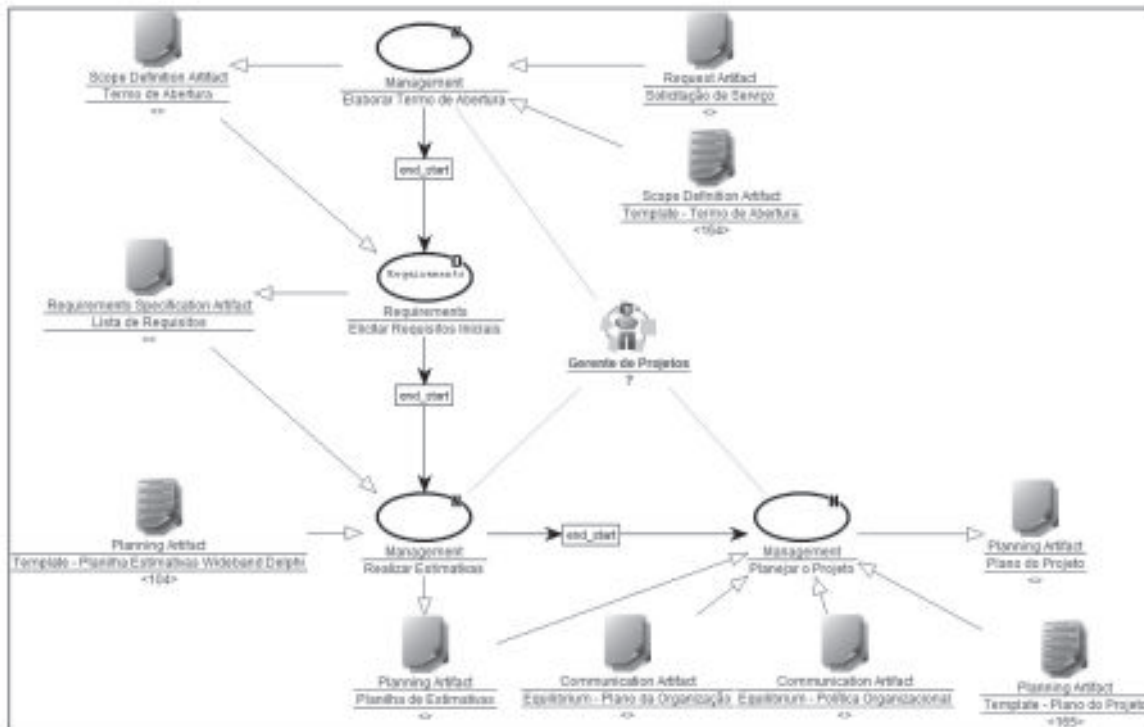 Scope Definition Artifact
Termo de Abertura
<>
Management
Elaborar Termo de Abertura
Request Artifact
Solicitação de Serviço
<>
end_start
Scope Definition Artifact
Template - Termo de Abertura
<164>
Requirements
Requirements Specification Artifact
Lista de Requisitos
<>
Requirements
Elicitar Requisitos Iniciais
Gerente de Projetos
?
end_start
Planning Artifact
Template - Planilha Estimativas Wideband Delphi
Management
Realizar Estimativas
end_start
Management
Planejar o Projeto
Planning Artifact
Plano do Projeto
<>
Planning Artifact
Planilha de Estimativas
<>
Communication Artifact
Equilibrium - Plano da Organização
<>
Communication Artifact
Equilibrium - Política Organizacional
<>
Planning Artifact
Template - Plano do Projeto
<165>